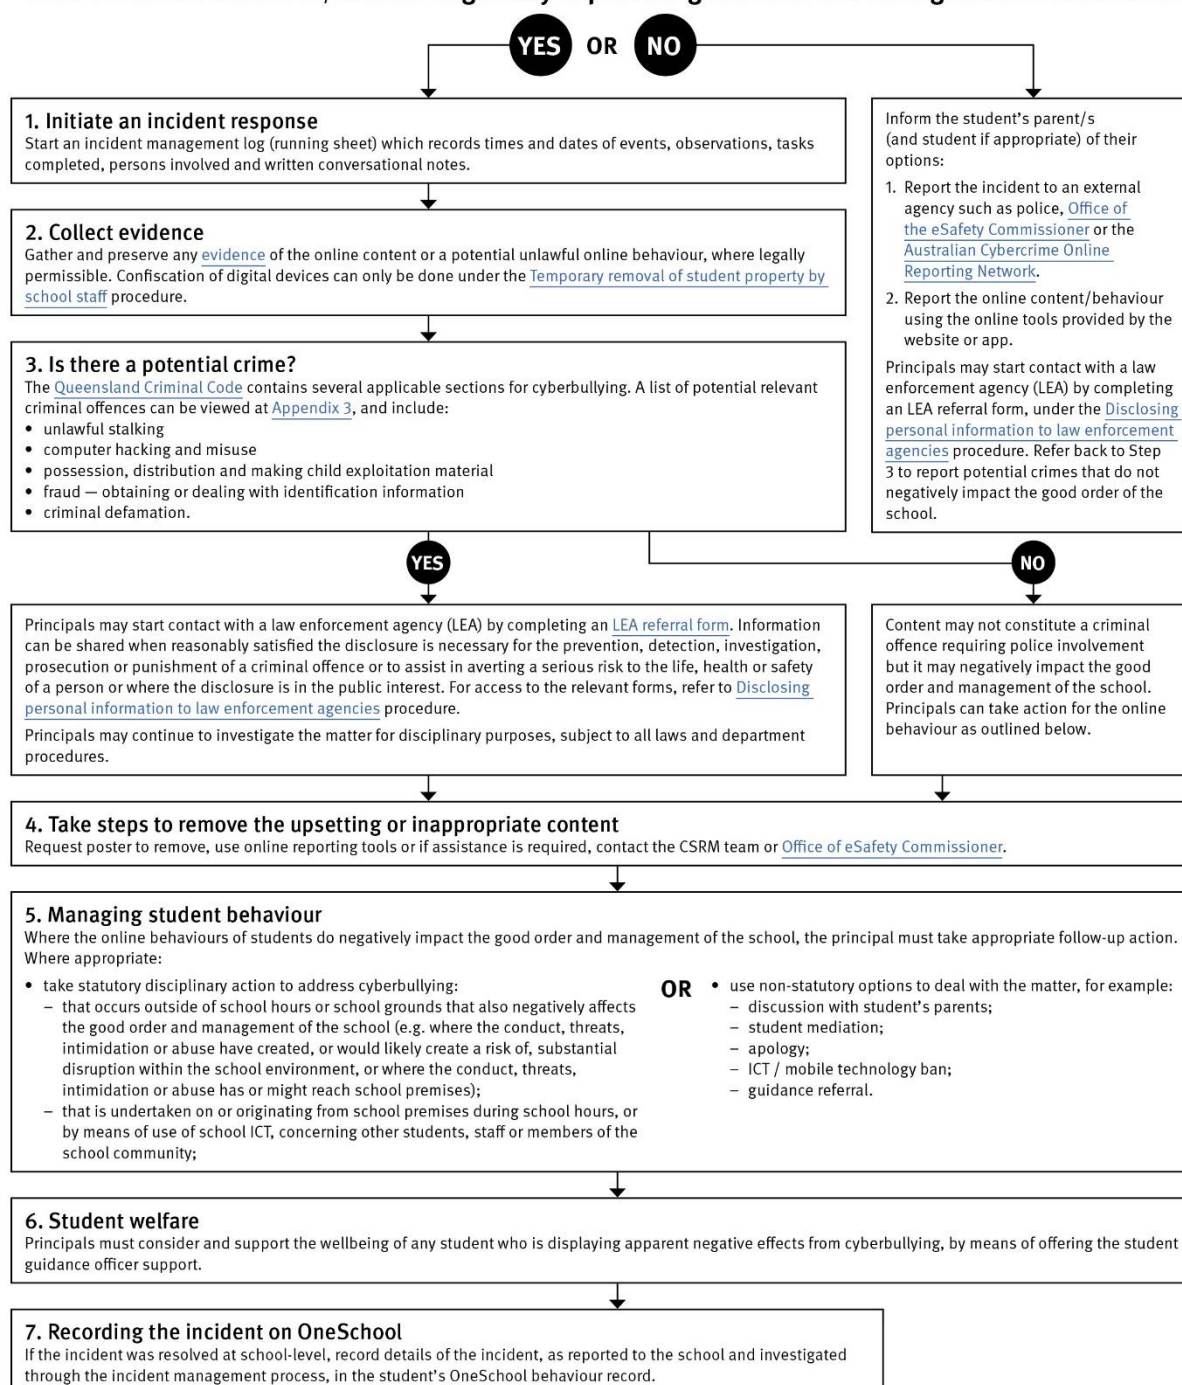 YES OR NO
1. Initiate an incident response
Start an incident management log (running sheet) which records times and dates of events, observations, tasks
completed, persons involved and written conversational notes.
2. Collect evidence
Gather and preserve any evidence of the online content or a potential unlawful online behaviour, where legally
permissible. Confiscation of digital devices can only be done under the Temporary removal of student property by
school staff procedure.
3. Is there a potential crime?
The Queensland Criminal Code contains several applicable sections for cyberbullying. A list of potential relevant
criminal offences can be viewed at Appendix 3, and include:
• unlawful stalking
• computer hacking and misuse
• possession, distribution and making child exploitation material
• fraud — obtaining or dealing with identification information
• criminal defamation.
Inform the student's parent/s
(and student if appropriate) of their
options:
1. Report the incident to an external
agency such as police, Office of
the eSafety Commissioner or the
Australian Cybercrime Online
Reporting Network.
2. Report the online content/behaviour
using the online tools provided by the
website or app.
Principals may start contact with a law
enforcement agency (LEA) by completing
an LEA referral form, under the Disclosing
personal information to law enforcement
agencies procedure. Refer back to Step
3 to report potential crimes that do not
negatively impact the good order of the
school.
YES
NO
Principals may start contact with a law enforcement agency (LEA) by completing an LEA referral form. Information
can be shared when reasonably satisfied the disclosure is necessary for the prevention, detection, investigation,
prosecution or punishment of a criminal offence or to assist in averting a serious risk to the life, health or safety
of a person or where the disclosure is in the public interest. For access to the relevant forms, refer to Disclosing
personal information to law enforcement agencies procedure.
Principals may continue to investigate the matter for disciplinary purposes, subject to all laws and department
procedures.
Content may not constitute a criminal
offence requiring police involvement
but it may negatively impact the good
order and management of the school.
Principals can take action for the online
behaviour as outlined below.
4. Take steps to remove the upsetting or inappropriate content
Request poster to remove, use online reporting tools or if assistance is required, contact the CSRM team or Office of eSafety Commissioner.
5. Managing student behaviour
Where the online behaviours of students do negatively impact the good order and management of the school, the principal must take appropriate follow-up action.
Where appropriate:
• take statutory disciplinary action to address cyberbullying:
– that occurs outside of school hours or school grounds that also negatively affects
the good order and management of the school (e.g. where the conduct, threats,
intimidation or abuse have created, or would likely create a risk of, substantial
disruption within the school environment, or where the conduct, threats,
intimidation or abuse has or might reach school premises);
– that is undertaken on or originating from school premises during school hours, or
by means of use of school ICT, concerning other students, staff or members of the
school community;
OR
• use non-statutory options to deal with the matter, for example:
– discussion with student's parents;
– student mediation;
– apology;
– ICT / mobile technology ban;
– guidance referral.
6. Student welfare
Principals must consider and support the wellbeing of any student who is displaying apparent negative effects from cyberbullying, by means of offering the student
guidance officer support.
7. Recording the incident on OneSchool
If the incident was resolved at school-level, record details of the incident, as reported to the school and investigated
through the incident management process, in the student's OneSchool behaviour record.